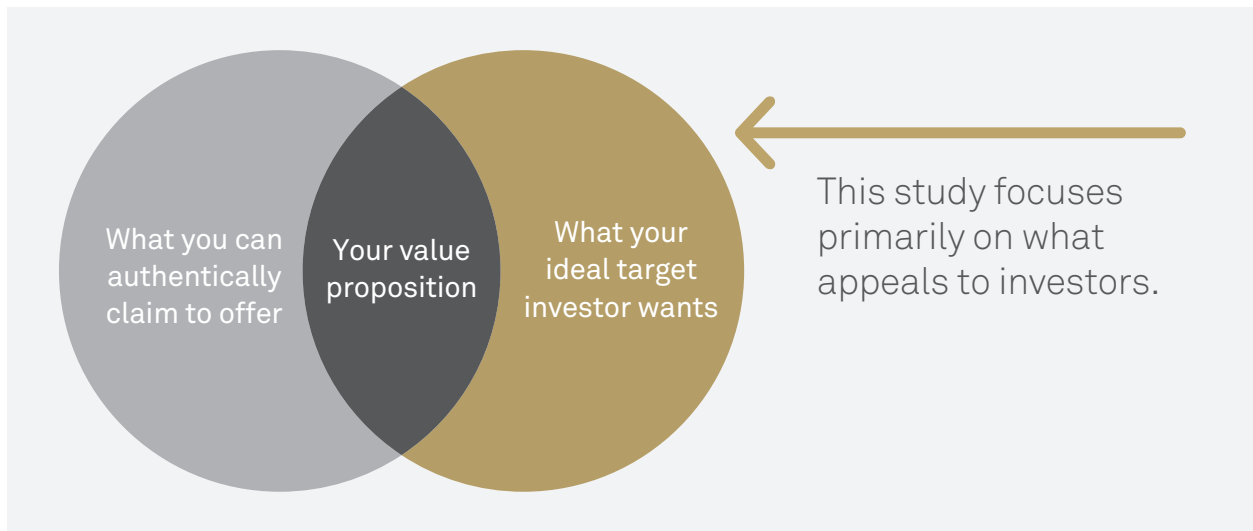 What you can
authentically
claim to offer
Your value
proposition
What your
ideal target
investor wants
This study focuses
primarily on what
appeals to investors.